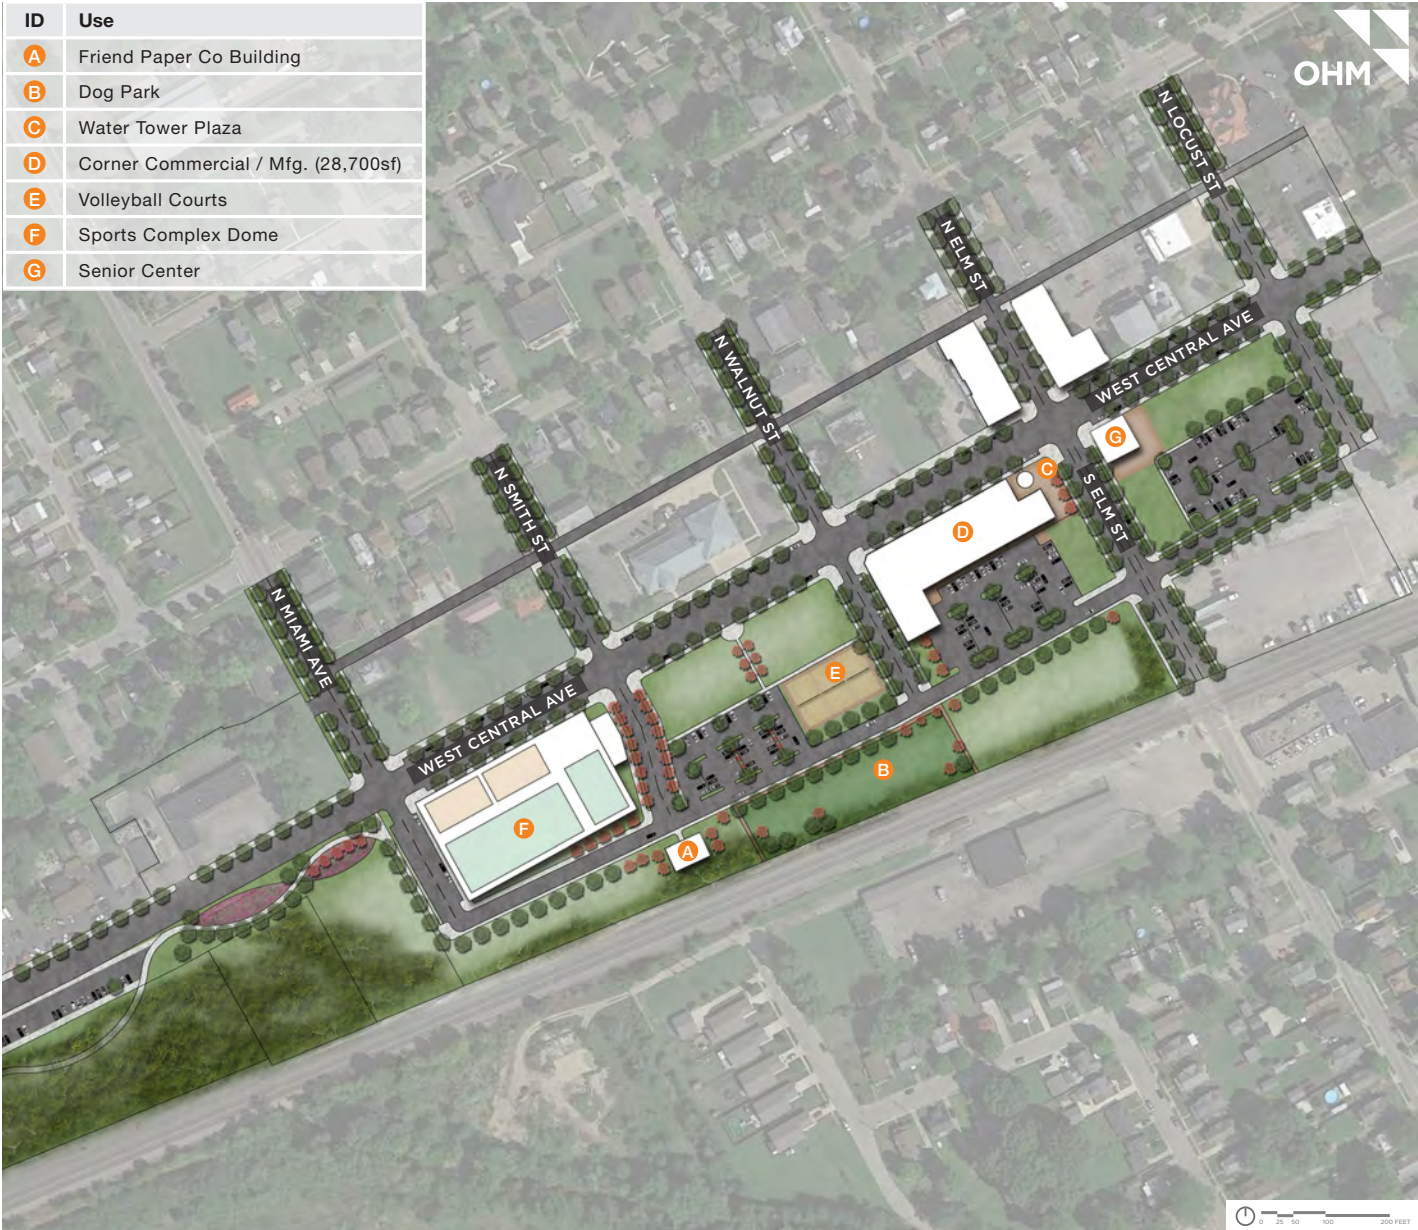 ID Use
A Friend Paper Co Building
B Dog Park
C Water Tower Plaza
D Corner Commercial / Mfg. (28,700sf)
E Volleyball Courts
F Sports Complex Dome
G Senior Center
OHM
N LOCUST ST
N ELM ST
N WALNUT ST
WEST CENTRAL AVE
G
C
N SMITH ST
S ELM ST
D
N MIAMI AVE
E
WEST CENTRAL AVE
B
F
A
0 25 50 100 200 FEET